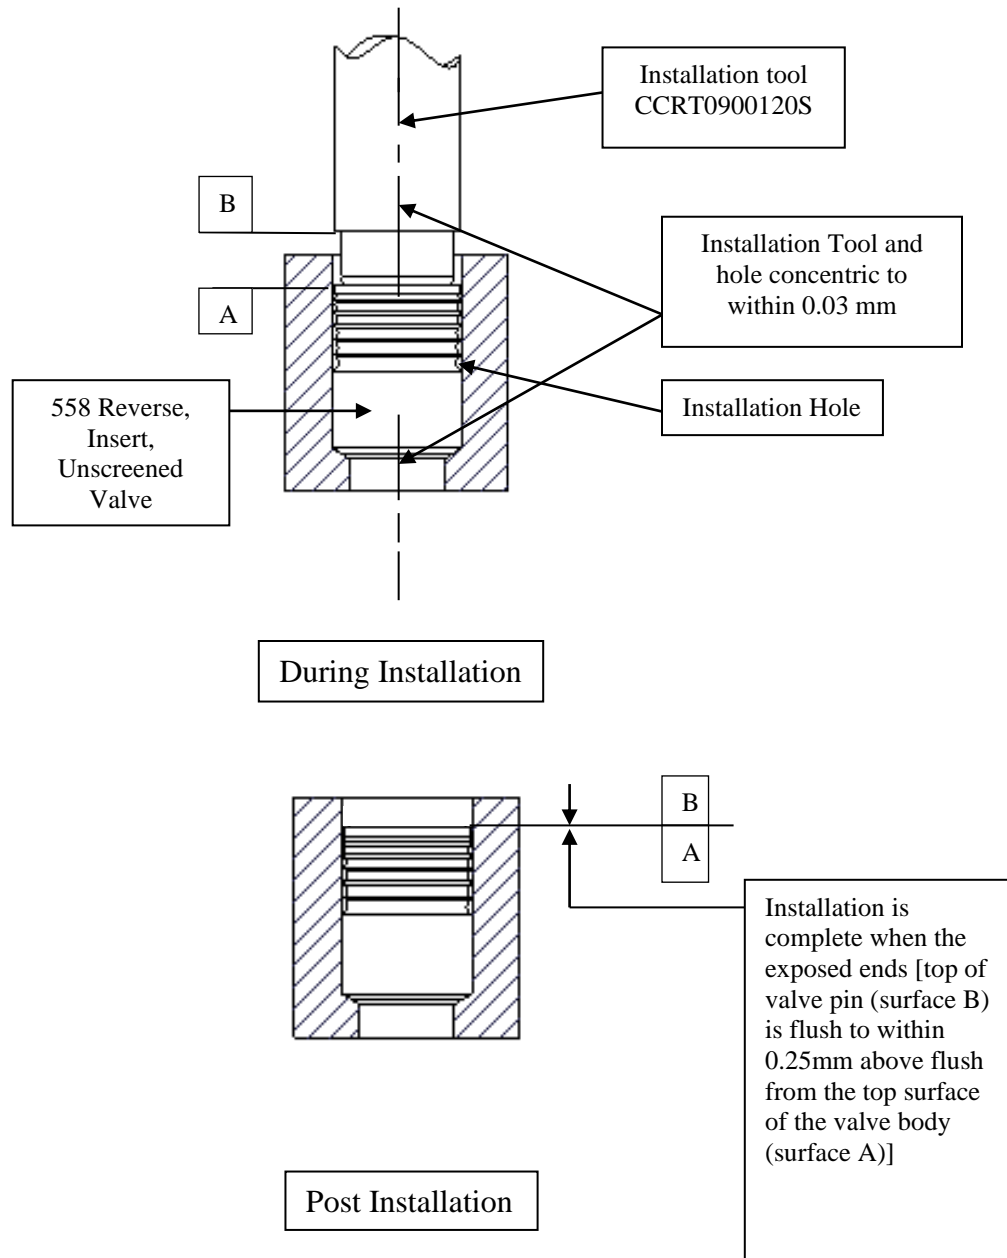 Installation tool
CCRT0900120S
B
Installation Tool and
hole concentric to
within 0.03 mm
A
558 Reverse,
Insert,
Unscreened
Valve
Installation Hole
During Installation
B
A
Installation is
complete when the
exposed ends [top of
valve pin (surface B)
is flush to within
0.25mm above flush
from the top surface
of the valve body
(surface A)]
Post Installation